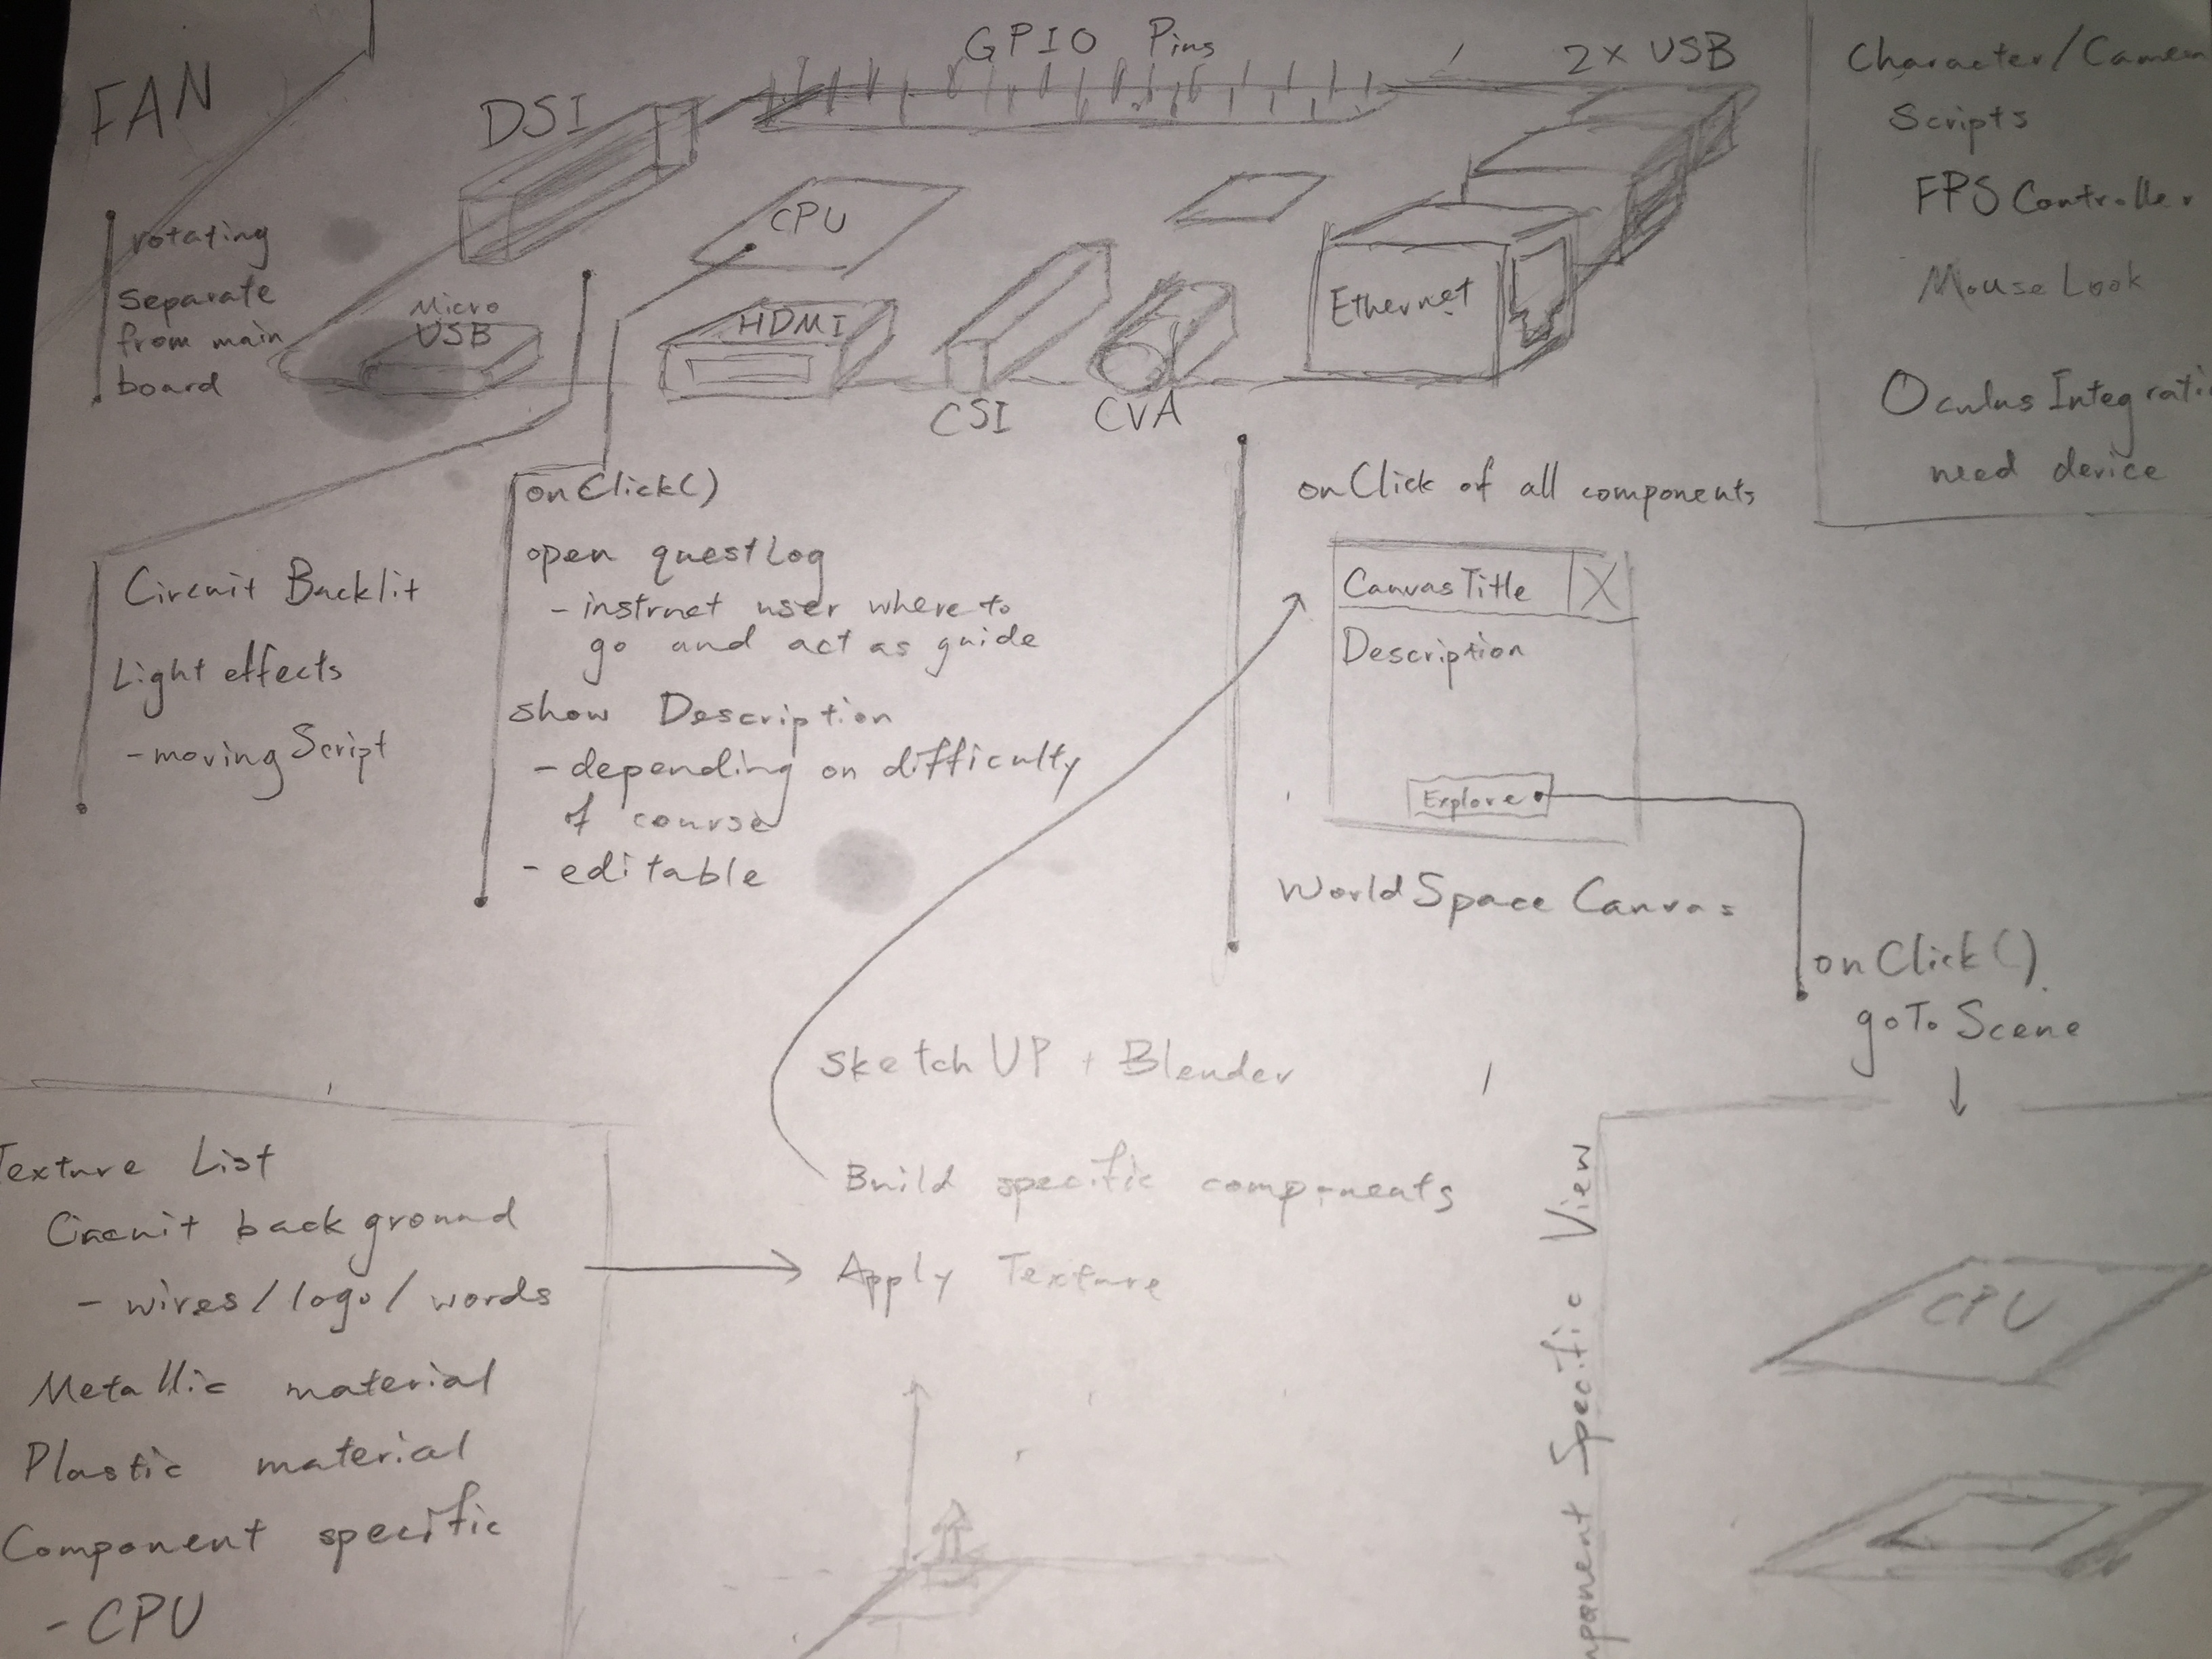 GPIO Pins
2x USB
FAN
DSI
CPU
rotating
separate
from main
board
Micro
USB
HDMI
CSI
CVA
Ethernet
Character/Camera
Scripts
FPS Controller
Mouse Look
Oculus Integrati
need device
Circuit Backlit
Light effects
- moving Script
onClick()
open questLog
- instruct user where to
go and act as guide
show Description
- depending on difficulty
of course
- editable
onClick of all components
CanvasTitle X
Description
Explore
WorldSpace Canvas
onClick()
goTo Scene
SketchUP + Blender
Build specific components
Apply Texture
Texture List
Circuit background
- wires/logo/words
Metallic material
Plastic material
Component specific
- CPU
mponent Specific View
CPU